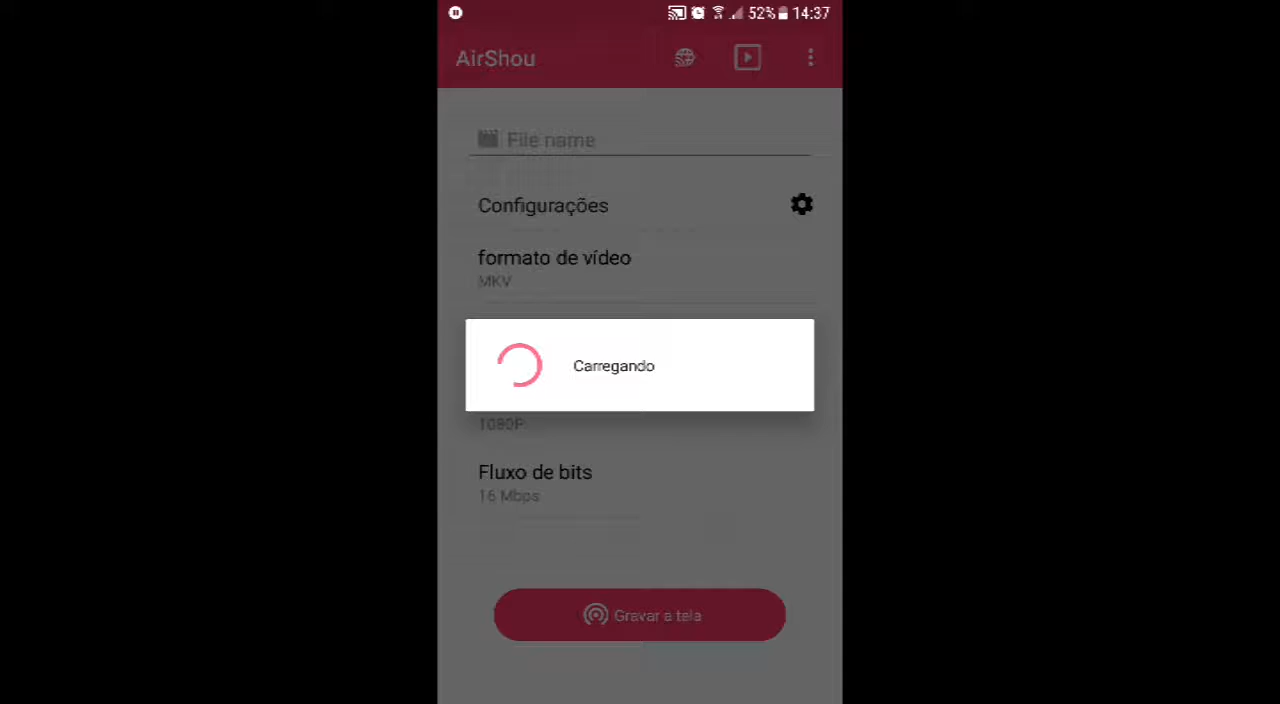 52% 14:37
AirShou
File name
Configurações
formato de vídeo
MKV
Carregando
1080P
Fluxo de bits
16 Mbps
Gravar a tela